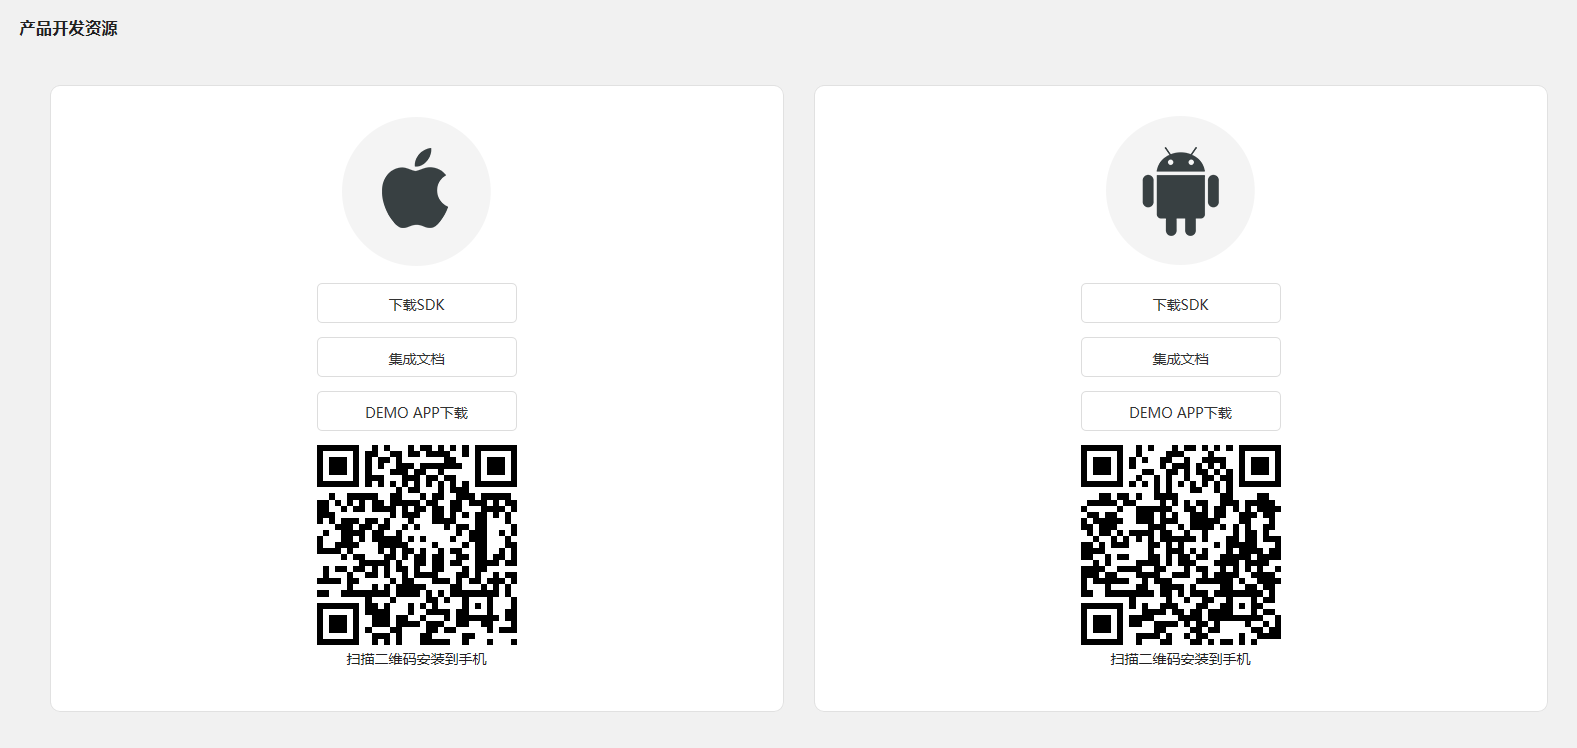 产品开发资源
下载SDK
集成文档
DEMO APP下载
扫描二维码安装到手机
下载SDK
集成文档
DEMO APP下载
扫描二维码安装到手机